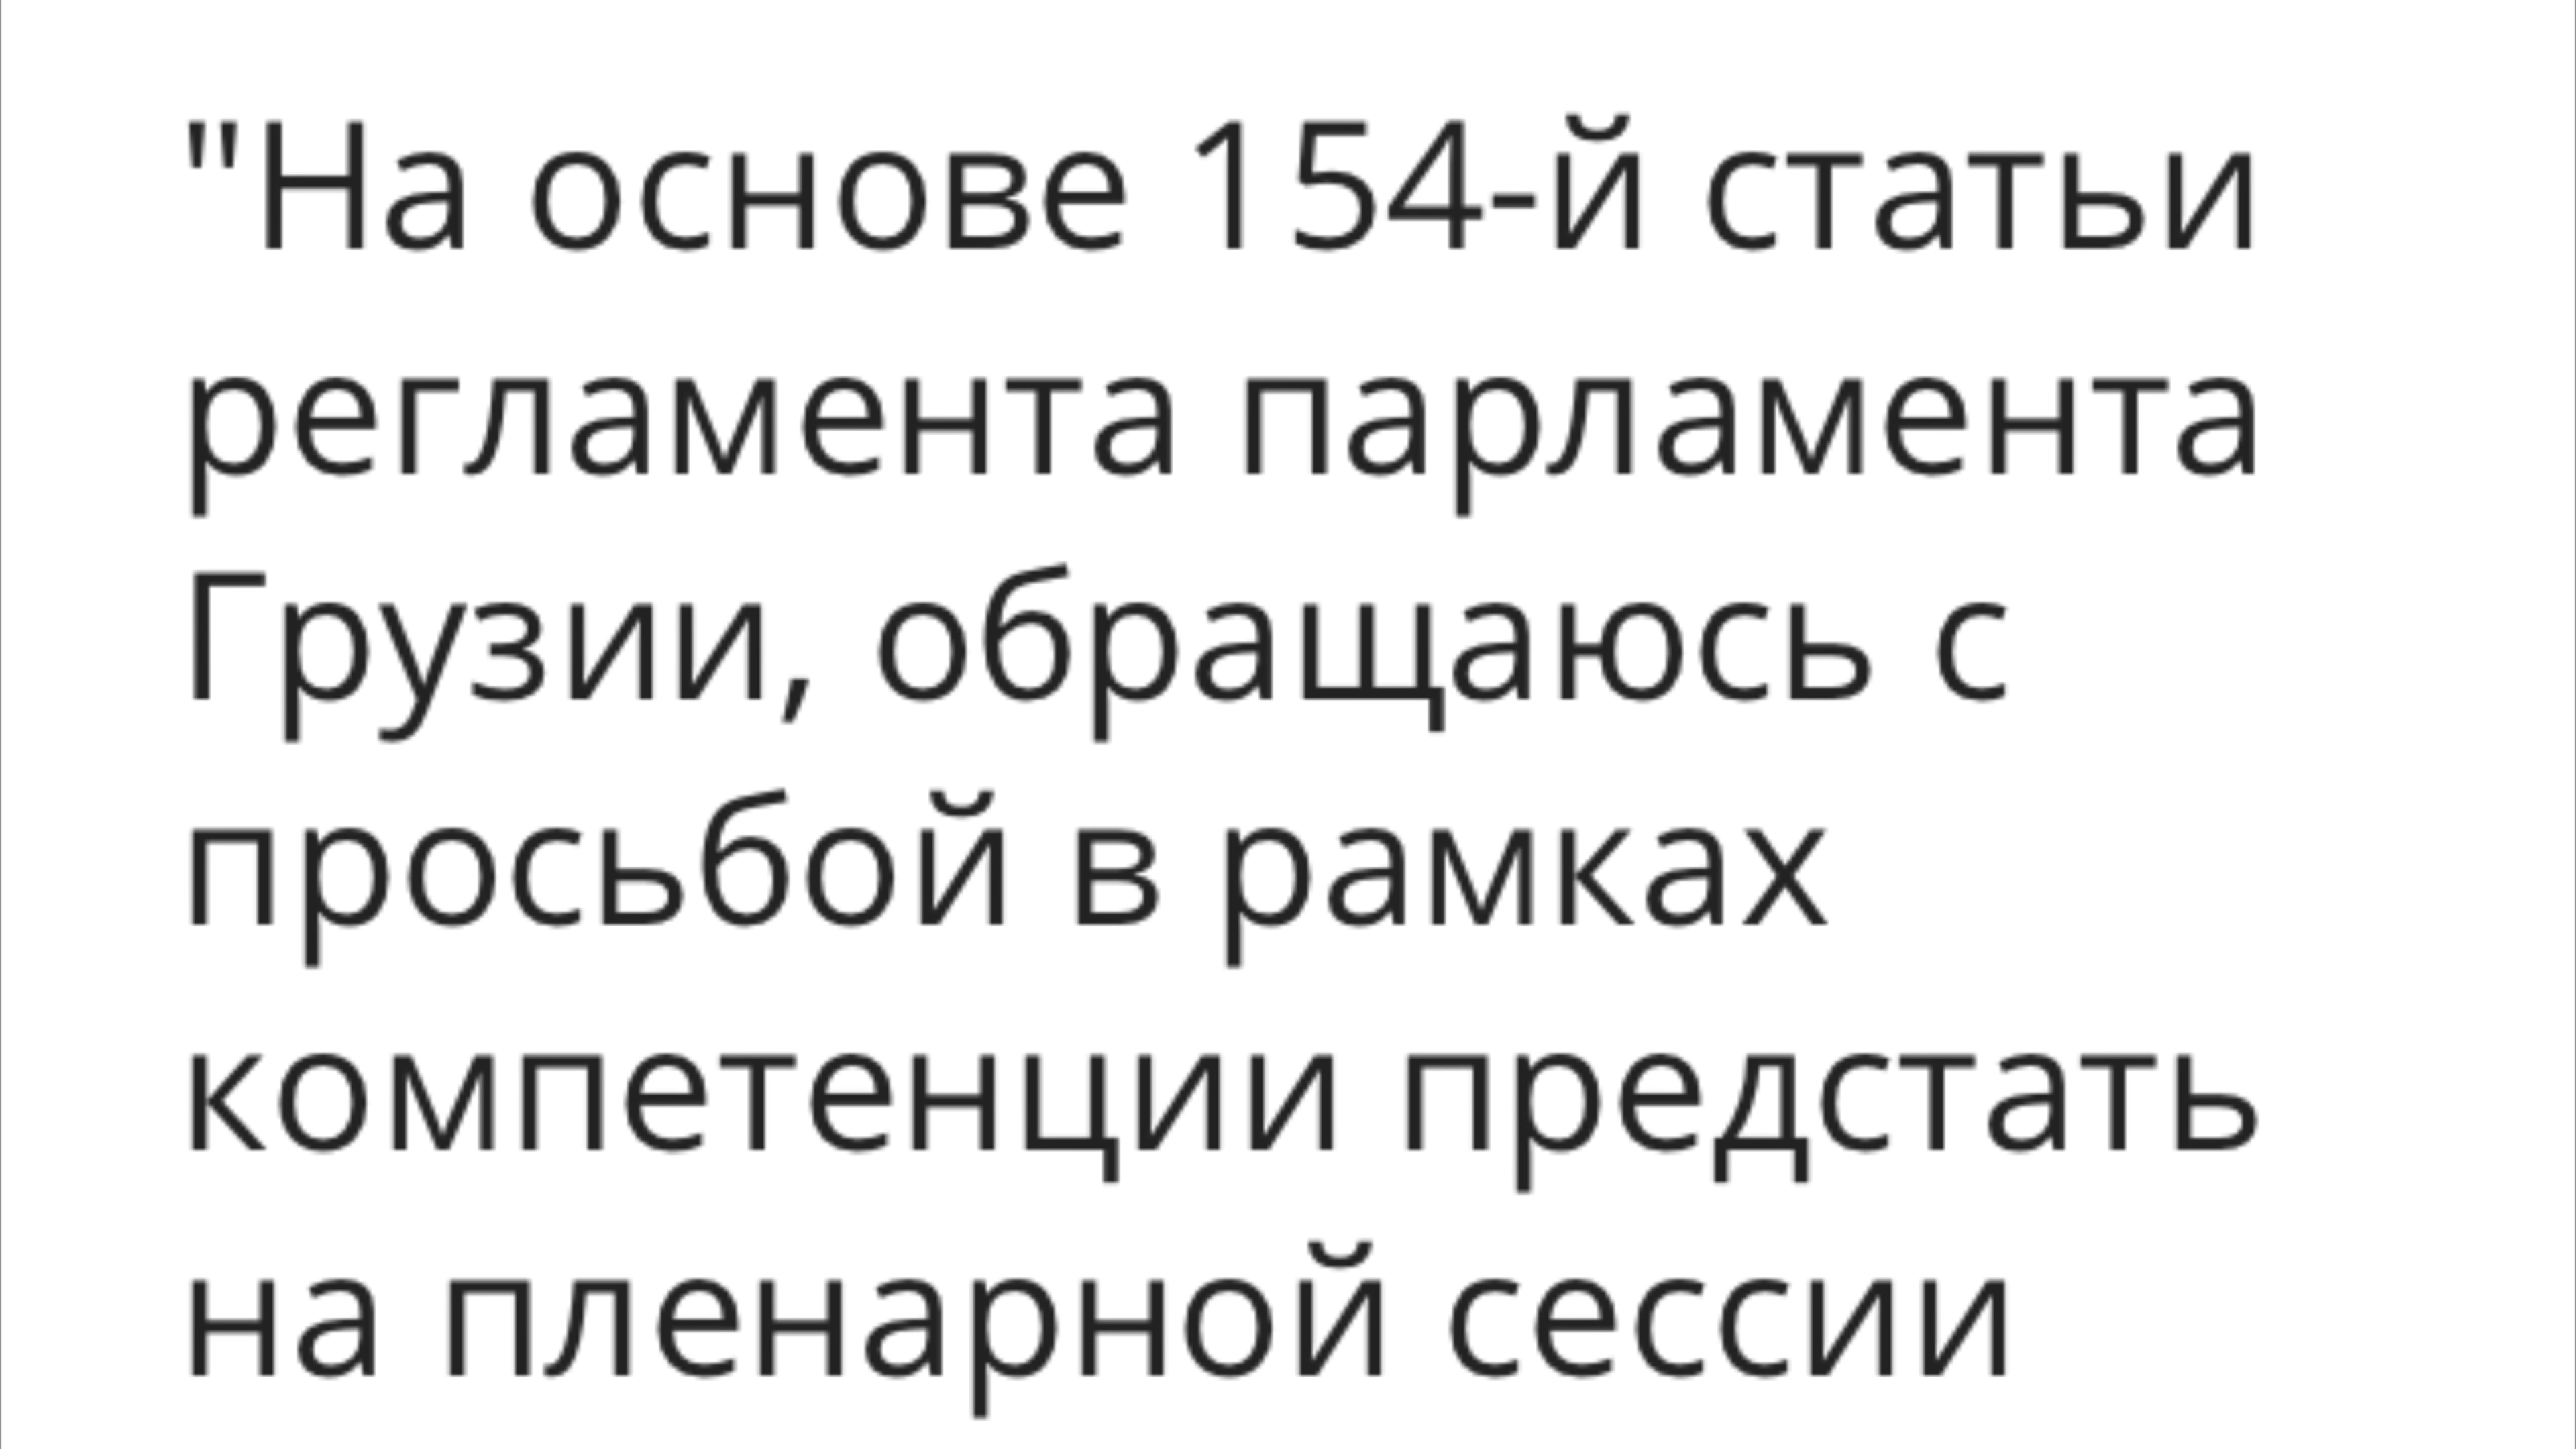 "На основе 154-й статьи
регламента парламента
Грузии, обращаюсь с
просьбой в рамках
компетенции предстать
на пленарной сессии